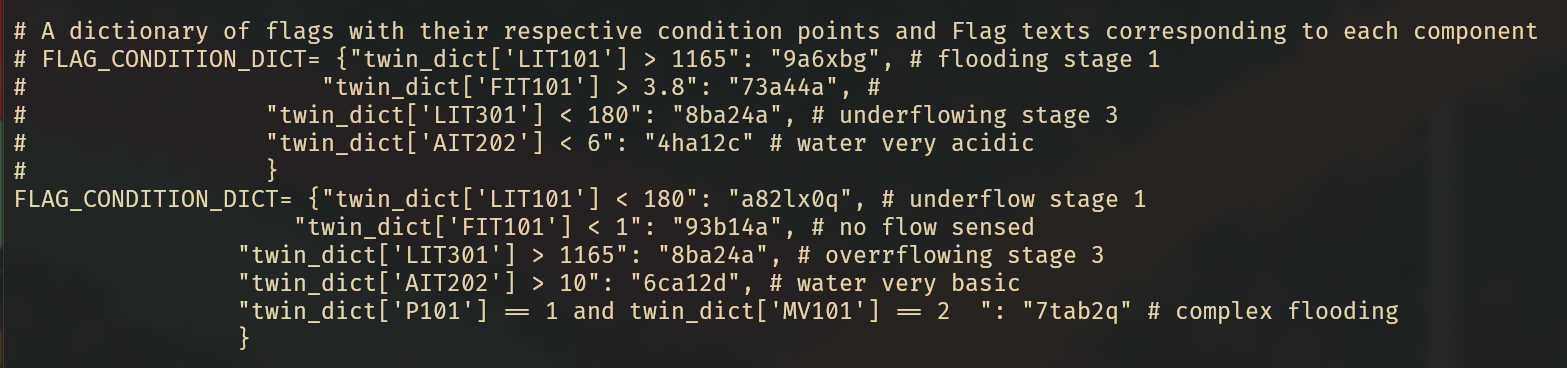 # A dictionary of flags with their respective condition points and Flag texts corresponding to each component
# FLAG_CONDITION_DICT= {"twin_dict['LIT101'] > 1165": "9a6xbg", # flooding stage 1
#                      "twin_dict['FIT101'] > 3.8": "73a44a", #
#                  "twin_dict['LIT301'] < 180": "8ba24a", # underflowing stage 3
#                  "twin_dict['AIT202'] < 6": "4ha12c" # water very acidic
#                  }
FLAG_CONDITION_DICT= {"twin_dict['LIT101'] < 180": "a82lx0q", # underflow stage 1
                    "twin_dict['FIT101'] < 1": "93b14a", # no flow sensed
                "twin_dict['LIT301'] > 1165": "8ba24a", # overrflowing stage 3
                "twin_dict['AIT202'] > 10": "6ca12d", # water very basic
                "twin_dict['P101'] == 1 and twin_dict['MV101'] == 2  ": "7tab2q" # complex flooding
                }